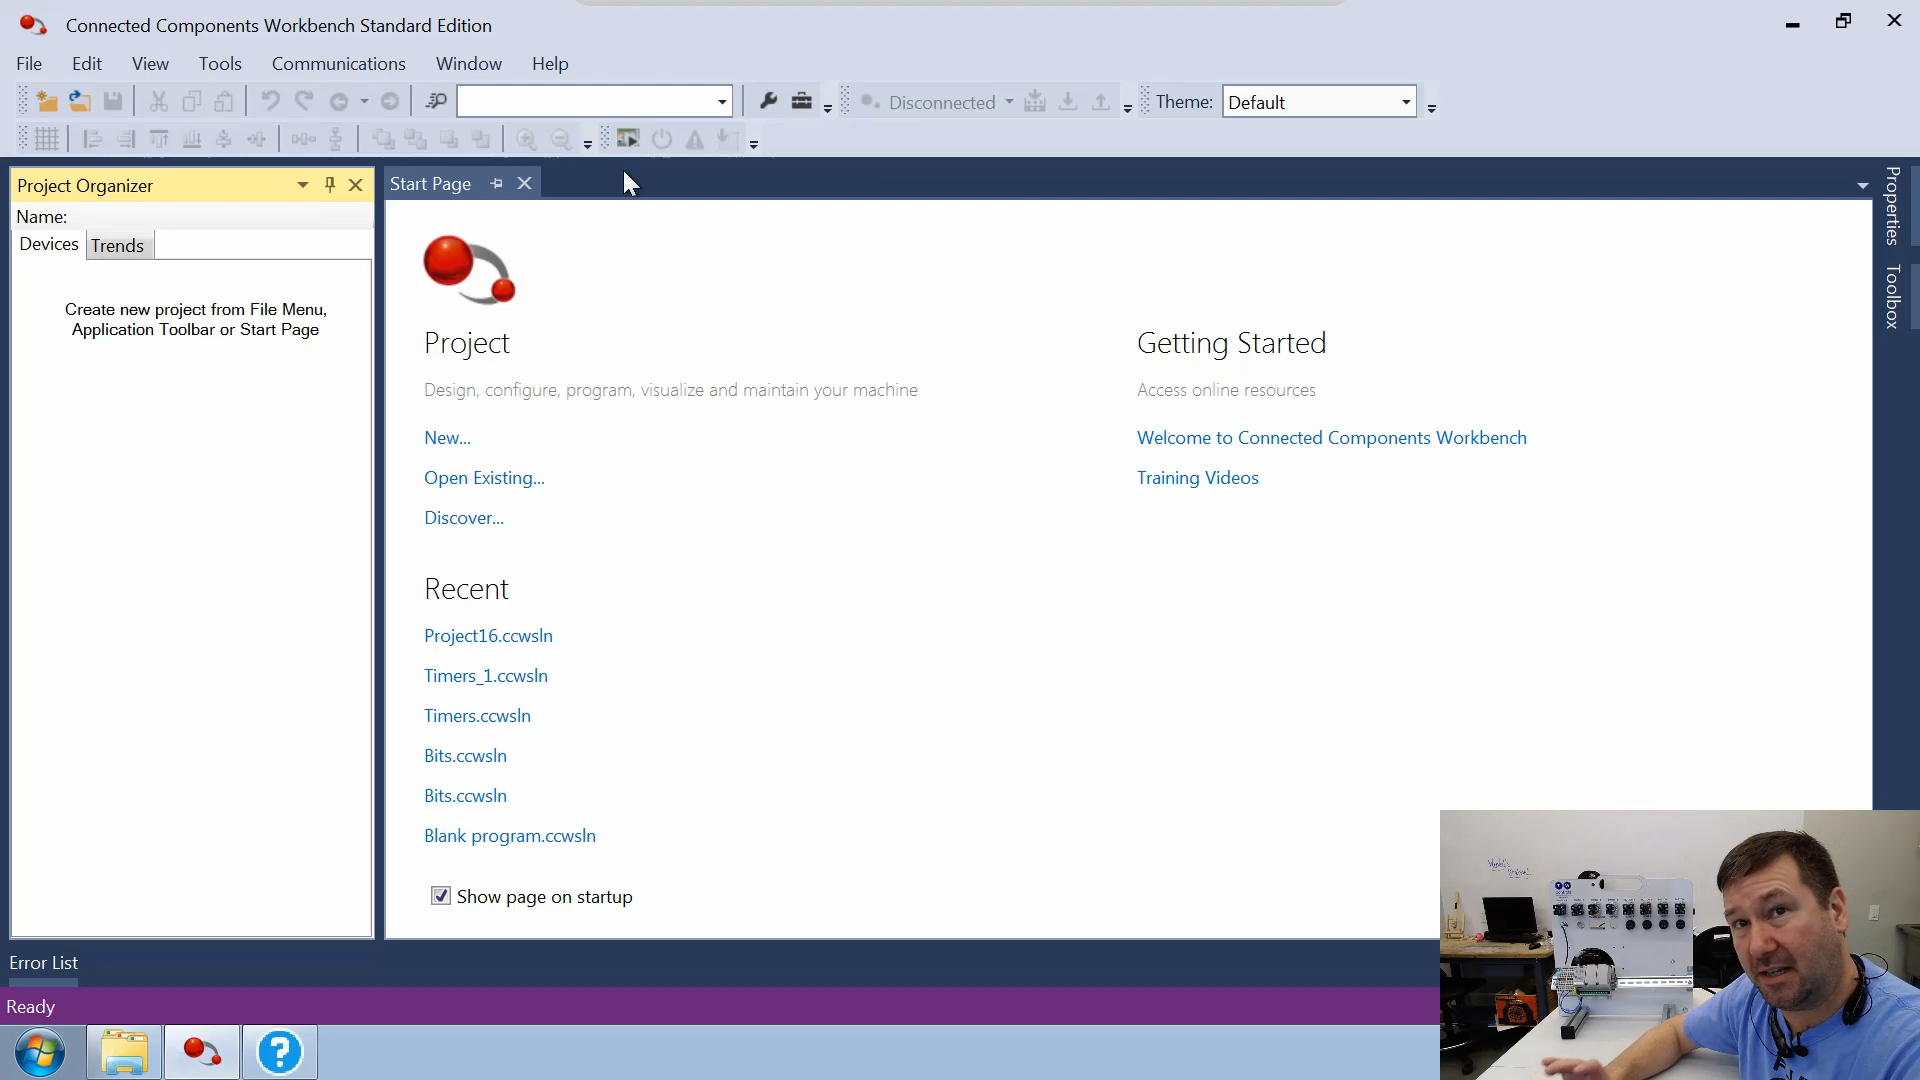 Connected Components Workbench Standard Edition
File Edit View Tools Communications Window Help
Disconnected Theme: Default
Project Organizer
Name:
Devices Trends
Create new project from File Menu,
Application Toolbar or Start Page
Start Page
Project
Design, configure, program, visualize and maintain your machine
New...
Open Existing...
Discover...
Recent
Project16.ccwsln
Timers_1.ccwsln
Timers.ccwsln
Bits.ccwsln
Bits.ccwsln
Blank program.ccwsln
Show page on startup
Getting Started
Access online resources
Welcome to Connected Components Workbench
Training Videos
Properties
Toolbox
Error List
Ready